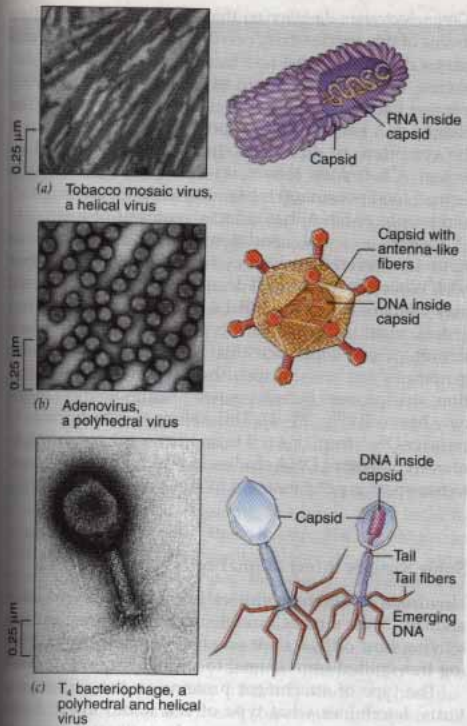 RNA inside
capsid
Capsid
0.25 µm
(a) Tobacco mosaic virus,
a helical virus
Capsid with
antenna-like
fibers
DNA inside
capsid
0.25 µm
(b) Adenovirus,
a polyhedral virus
DNA inside
capsid
Capsid
Tail
Tail fibers
Emerging
DNA
0.25 µm
(c) T₄ bacteriophage, a
polyhedral and helical
virus